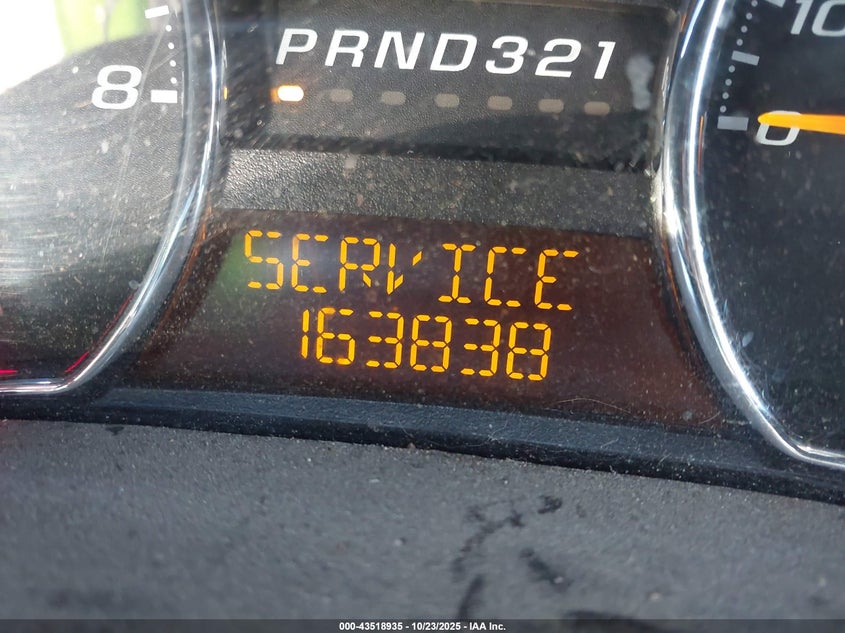 PRND321
8
10
0
SERVICE
163838
000-43518935 - 10/23/2025 - IAA Inc.